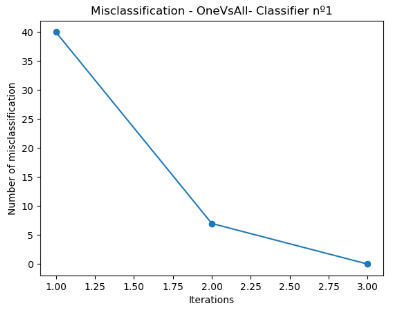 Misclassification - OneVsAll- Classifier nº1
Number of misclassification
40
35
30
25
20
15
10
5
0
1.00 1.25 1.50 1.75 2.00 2.25 2.50 2.75 3.00
Iterations